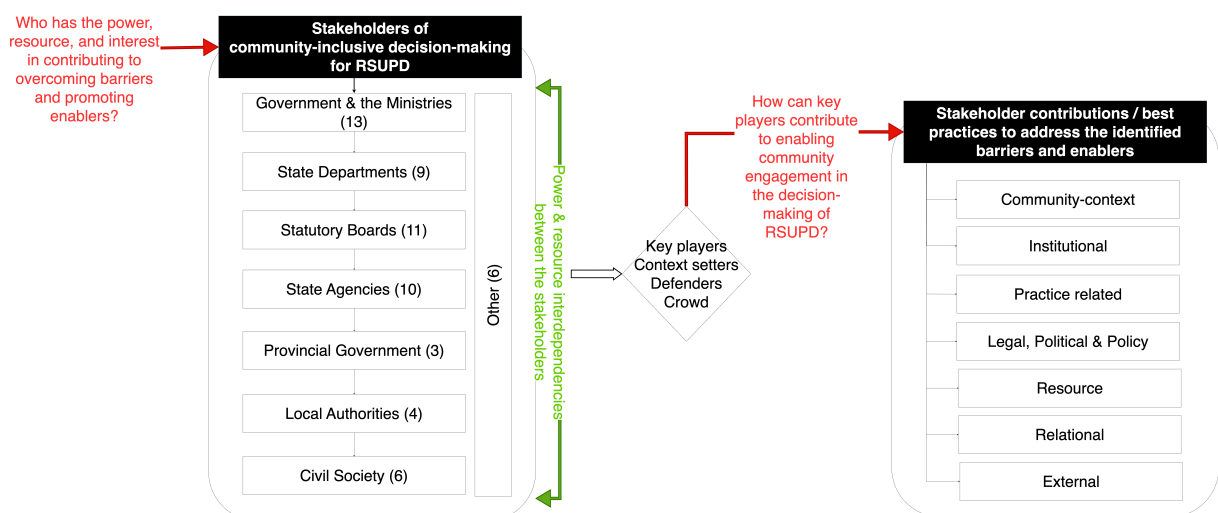 Who has the power,
resource, and interest
in contributing to
overcoming barriers
and promoting
enablers?
Stakeholders of
community-inclusive decision-making
for RSUPD
Government & the Ministries
(13)
State Departments (9)
Statutory Boards (11)
State Agencies (10)
Provincial Government (3)
Local Authorities (4)
Civil Society (6)
Other (6)
Power & resource interdependencies
between the stakeholders
Key players
Context setters
Defenders
Crowd
How can key
players contribute
to enabling
community
engagement in
the decision-
making of
RSUPD?
Stakeholder contributions / best
practices to address the identified
barriers and enablers
Community-context
Institutional
Practice related
Legal, Political & Policy
Resource
Relational
External